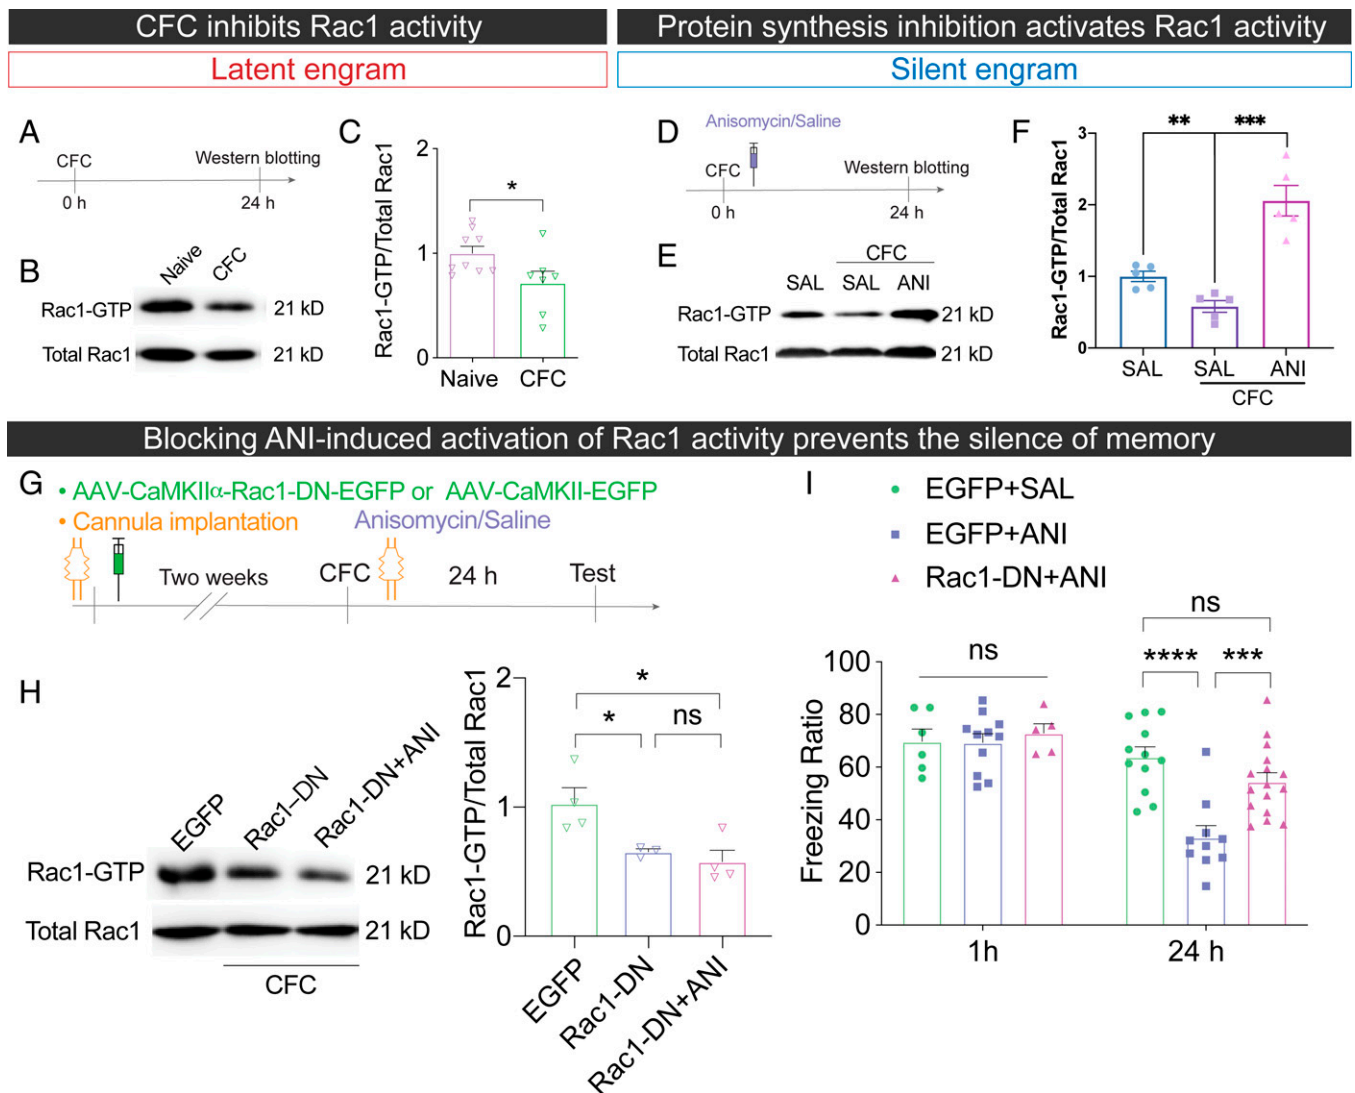 CFC inhibits Rac1 activity
Protein synthesis inhibition activates Rac1 activity
Latent engram
Silent engram
A
CFC
Western blotting
0 h
24 h
B
Naive
CFC
Rac1-GTP
21 kD
Total Rac1
21 kD
C
Rac1-GTP/Total Rac1
2
1
0
*
Naive
CFC
D
Anisomycin/Saline
CFC
Western blotting
0 h
24 h
E
CFC
SAL
SAL
ANI
Rac1-GTP
21 kD
Total Rac1
21 kD
F
Rac1-GTP/Total Rac1
3
2
1
0
**
***
SAL
SAL
ANI
CFC
Blocking ANI-induced activation of Rac1 activity prevents the silence of memory
G
• AAV-CaMKIIα-Rac1-DN-EGFP or AAV-CaMKII-EGFP
• Cannula implantation
Anisomycin/Saline
Two weeks
CFC
24 h
Test
H
EGFP
Rac1-DN
Rac1-DN+ANI
Rac1-GTP
21 kD
Total Rac1
21 kD
CFC
Rac1-GTP/Total Rac1
2
1
0
*
*
ns
EGFP
Rac1-DN
Rac1-DN+ANI
I
EGFP+SAL
EGFP+ANI
Rac1-DN+ANI
Freezing Ratio
100
80
60
40
20
0
ns
ns
****
***
1h
24 h